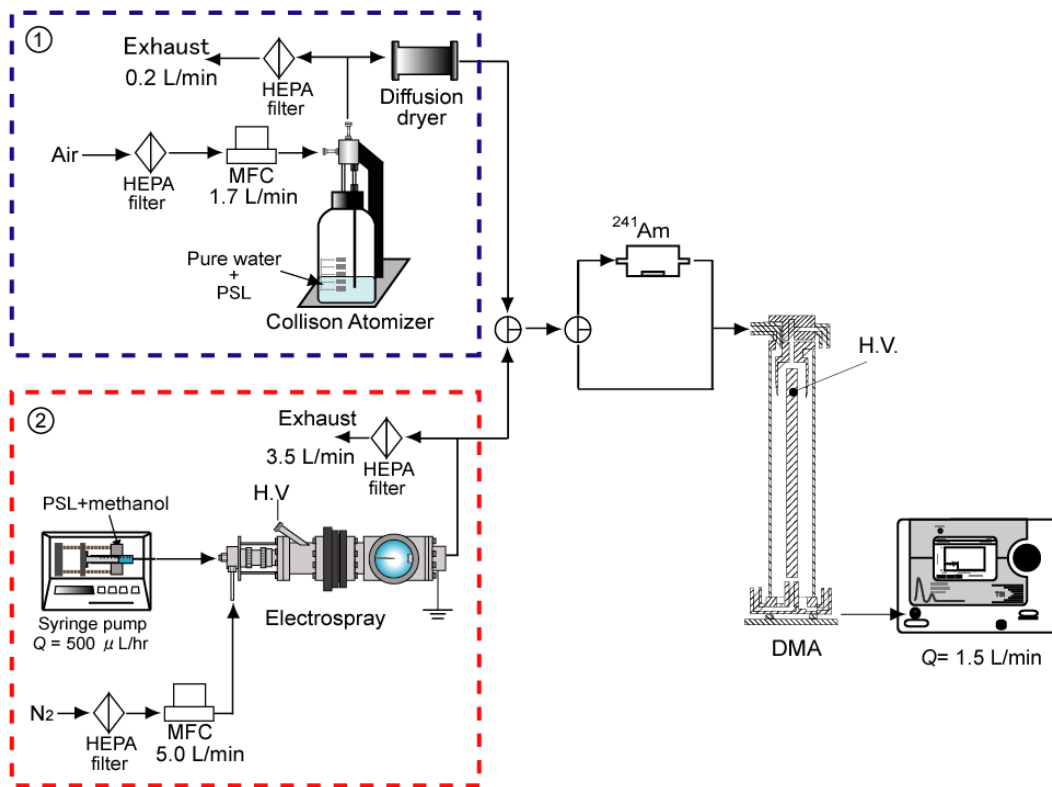 ①
Exhaust
0.2 L/min
HEPA
filter
Diffusion
dryer
Air
HEPA
filter
MFC
1.7 L/min
Pure water
+
PSL
Collison Atomizer
241Am
H.V.
②
Exhaust
3.5 L/min
HEPA
filter
PSL+methanol
H.V
Syringe pump
Q = 500 μ L/hr
Electrospray
N2
HEPA
filter
MFC
5.0 L/min
DMA
TSI
Q= 1.5 L/min